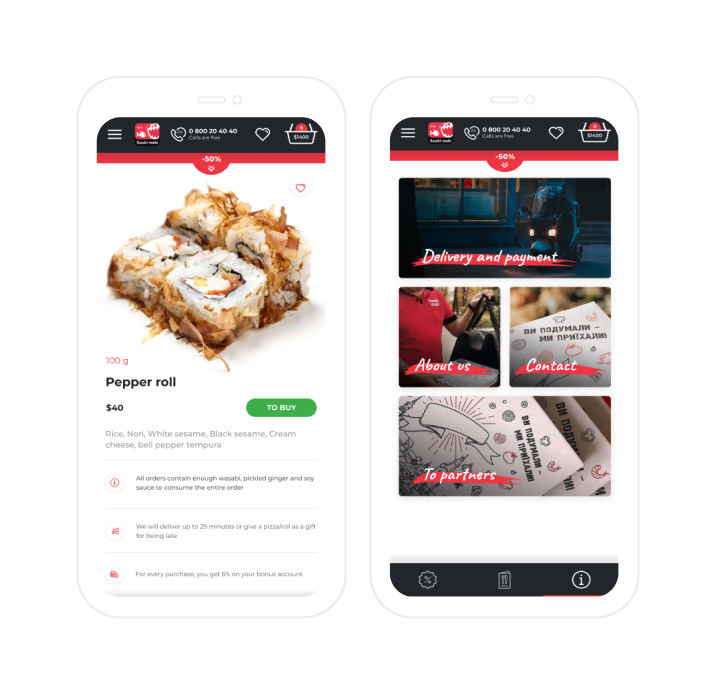 0 800 20 40 40
Calls are free
8
$1400
Sushi-maki
-50%
100 g
Pepper roll
$40
TO BUY
Rice, Nori, White sesame, Black sesame, Cream
cheese, bell pepper tempura
All orders contain enough wasabi, pickled ginger and soy
sauce to consume the entire order
We will deliver up to 29 minutes or give a pizza/roll as a gift
for being late
For every purchase, you get 5% on your bonus account
0 800 20 40 40
Calls are free
8
$1400
Sushi-maki
-50%
Delivery and payment
About us
ВИ ПОДУМАЛИ –
МИ ПРИЇХАЛИ!
Contact
ВИ ПОДУМАЛИ –
МИ ПРИЇХАЛИ!
To partners